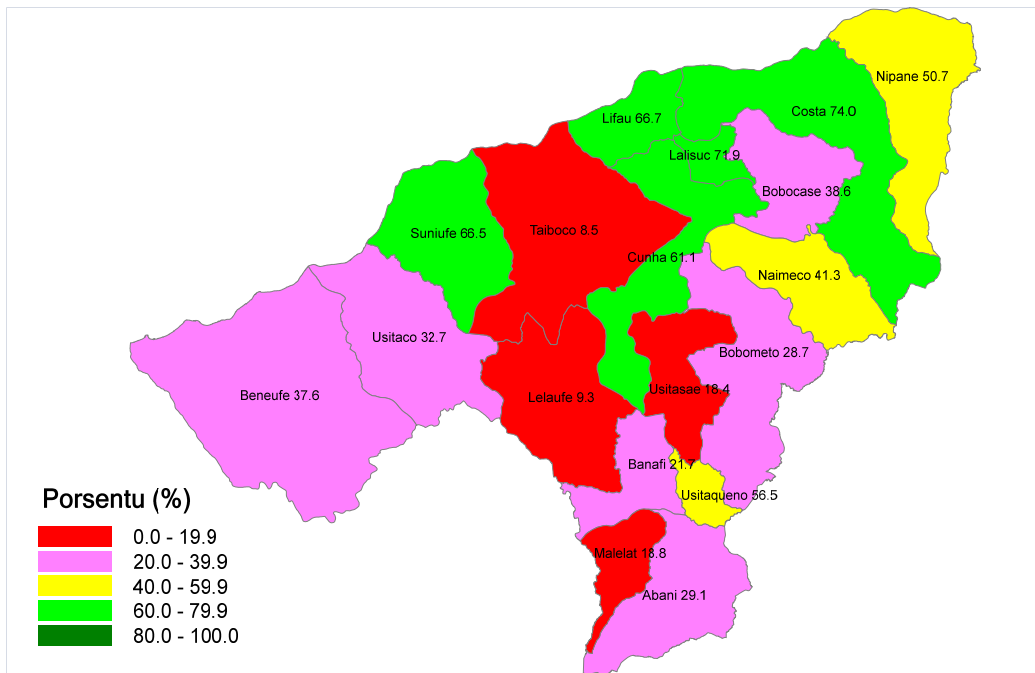 Nipane 50.7
Costa 74.0
Lifau 66.7
Lalisuc 71.9
Bobocase 38.6
Suniufe 66.5
Taiboco 8.5
Cunha 61.1
Naimeco 41.3
Usitaco 32.7
Bobometo 28.7
Beneufe 37.6
Lelaufe 9.3
Usitasae 18.4
Banafi 21.7
Usitaqueno 56.5
Malelat 18.8
Abani 29.1
Porsentu (%)
0.0 - 19.9
20.0 - 39.9
40.0 - 59.9
60.0 - 79.9
80.0 - 100.0